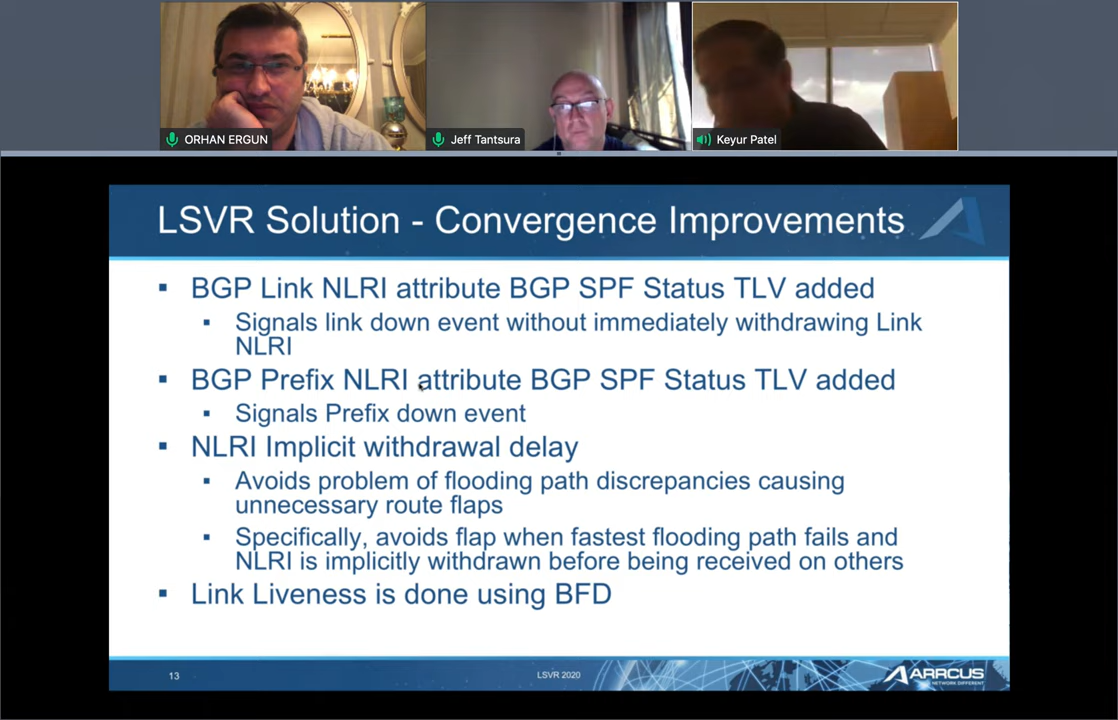 ORHAN ERGUN
Jeff Tantsura
Keyur Patel
LSVR Solution - Convergence Improvements
▪ BGP Link NLRI attribute BGP SPF Status TLV added
▪ Signals link down event without immediately withdrawing Link
NLRI
▪ BGP Prefix NLRI attribute BGP SPF Status TLV added
▪ Signals Prefix down event
▪ NLRI Implicit withdrawal delay
▪ Avoids problem of flooding path discrepancies causing
unnecessary route flaps
▪ Specifically, avoids flap when fastest flooding path fails and
NLRI is implicitly withdrawn before being received on others
▪ Link Liveness is done using BFD
13
LSVR 2020
ARRCUS
NETWORK DIFFERENT